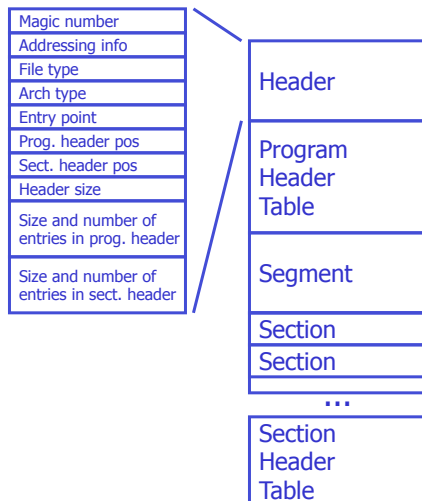 Magic number
Addressing info
File type
Arch type
Entry point
Prog. header pos
Sect. header pos
Header size
Size and number of
entries in prog. header
Size and number of
entries in sect. header
Header
Program
Header
Table
Segment
Section
Section
...
Section
Header
Table